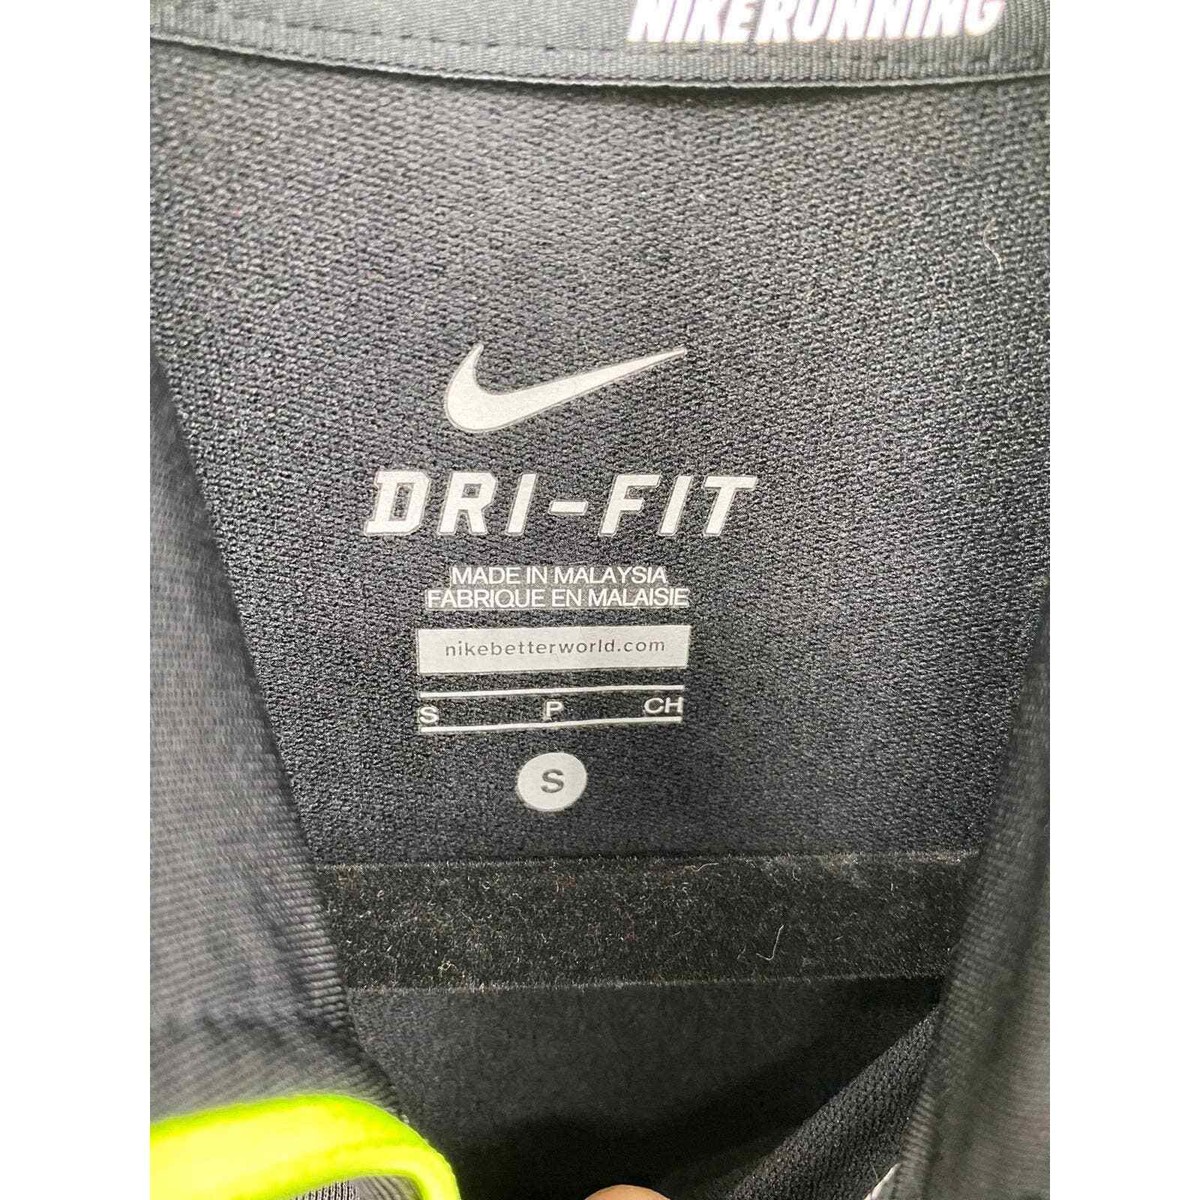 NIKE RUNNING
DRI-FIT
MADE IN MALAYSIA
FABRIQUE EN MALAISIE
nikebetterworld.com
S P CH
S